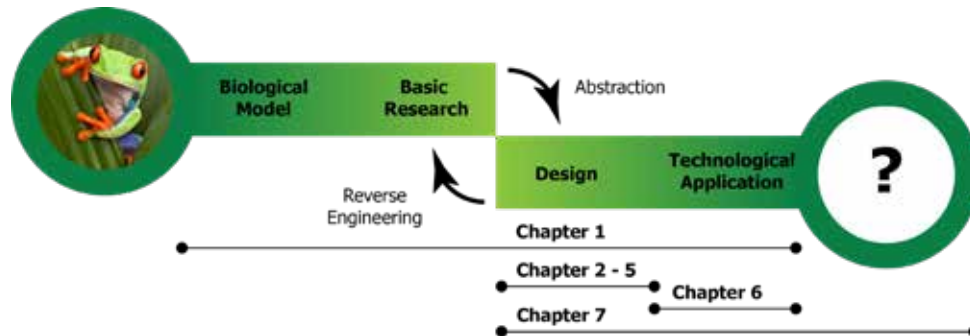 Biological
Model
Basic
Research
Abstraction
Design
Technological
Application
?
Reverse
Engineering
Chapter 1
Chapter 2 - 5
Chapter 6
Chapter 7